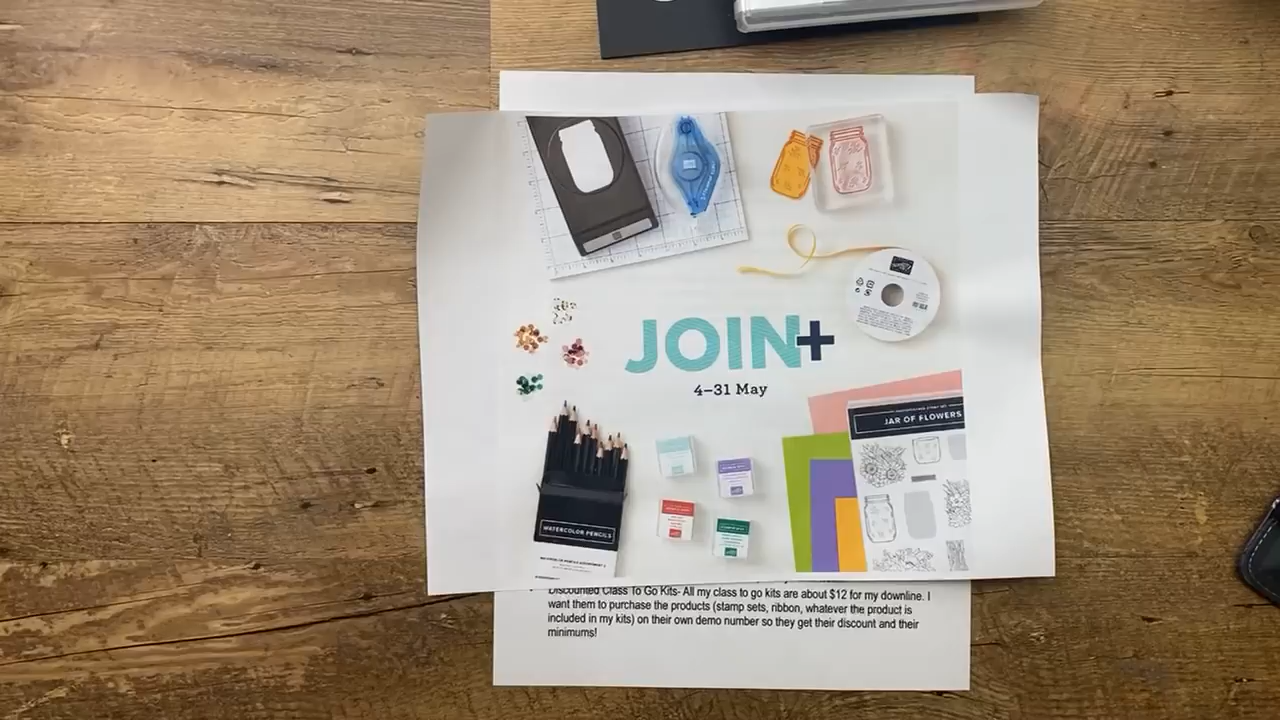 JOIN+
4–31 May
JAR OF FLOWERS
WATERCOLOR PENCILS
Discounted Class To Go Kits- All my class to go kits are about $12 for my downline. I
want them to purchase the products (stamp sets, ribbon, whatever the product is
included in my kits) on their own demo number so they get their discount and their
minimums!